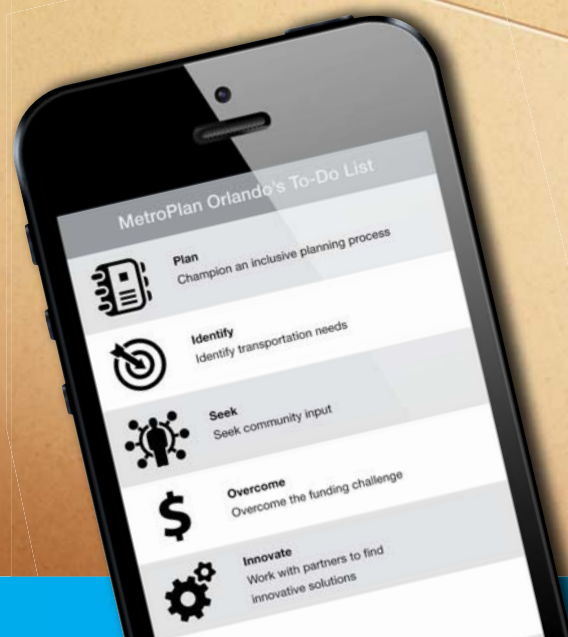 MetroPlan Orlando's To-Do List
Plan
Champion an inclusive planning process
Identify
Identify transportation needs
Seek
Seek community input
$
Overcome
Overcome the funding challenge
Innovate
Work with partners to find
innovative solutions